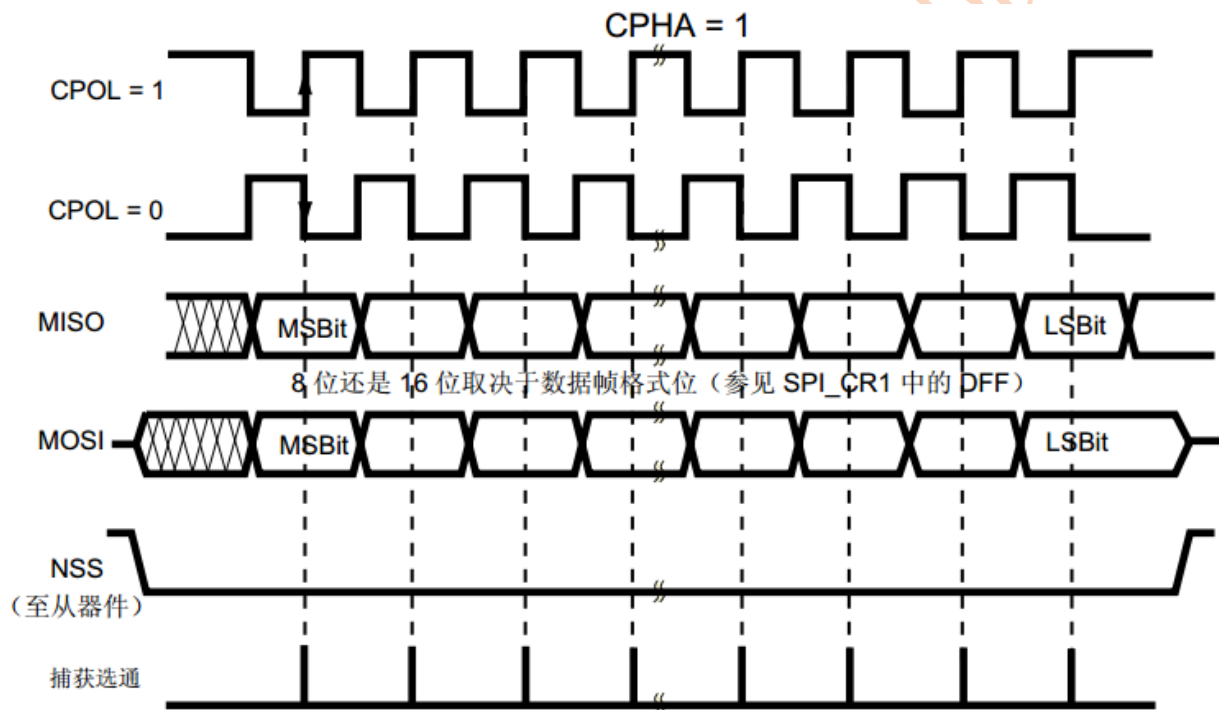 CPHA = 1
CPOL = 1
CPOL = 0
MISO
MSBit
LSBit
8 位还是 16 位取决于数据帧格式位（参见 SPI_CR1 中的 DFF）
MOSI
MSBit
LSBit
NSS
（至从器件）
捕获选通